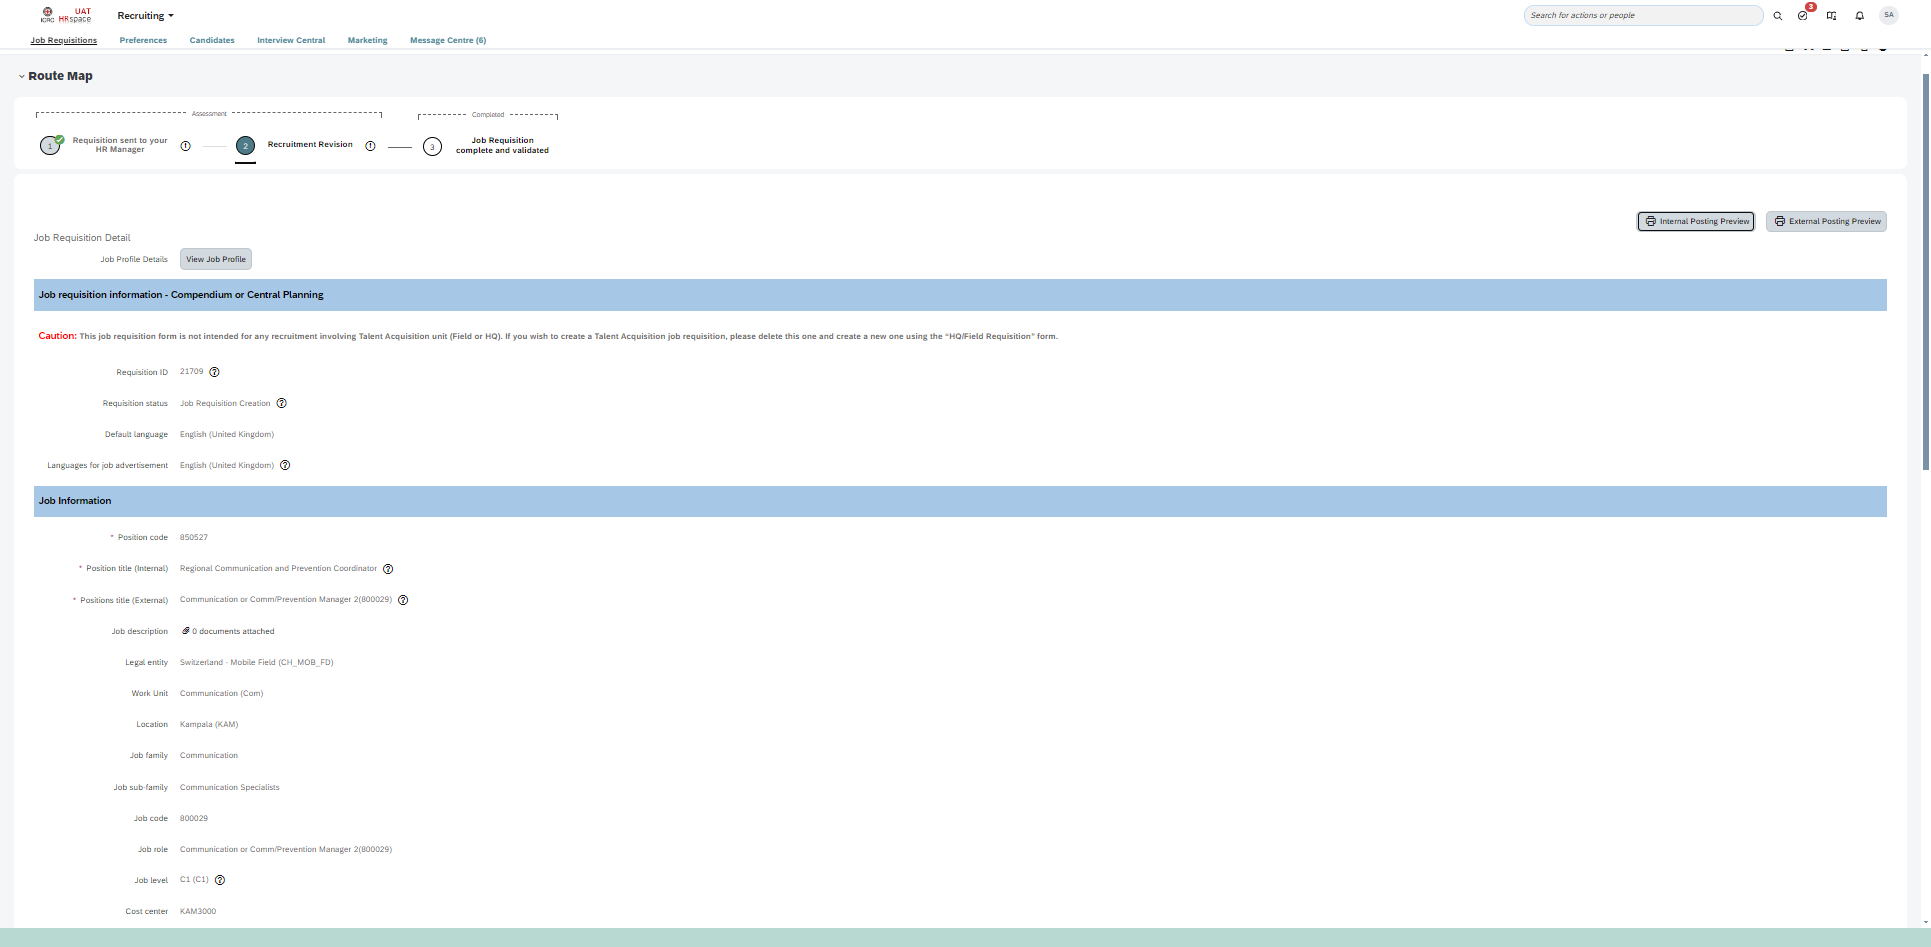 ICRC UAT HRspace Recruiting Search for actions or people 3 SA
Job Requisitions Preferences Candidates Interview Central Marketing Message Centre (6)
Route Map
Assessment Completed
1 Requisition sent to your HR Manager 2 Recruitment Revision 3 Job Requisition complete and validated
Internal Posting Preview External Posting Preview
Job Requisition Detail
Job Profile Details View Job Profile
Job requisition information - Compendium or Central Planning
Caution: This job requisition form is not intended for any recruitment involving Talent Acquisition unit (Field or HQ). If you wish to create a Talent Acquisition job requisition, please delete this one and create a new one using the “HQ/Field Requisition” form.
Requisition ID 21709
Requisition status Job Requisition Creation
Default language English (United Kingdom)
Languages for job advertisement English (United Kingdom)
Job Information
* Position code 850527
* Position title (Internal) Regional Communication and Prevention Coordinator
* Positions title (External) Communication or Comm/Prevention Manager 2(800029)
Job description 0 documents attached
Legal entity Switzerland - Mobile Field (CH_MOB_FD)
Work Unit Communication (Com)
Location Kampala (KAM)
Job family Communication
Job sub-family Communication Specialists
Job code 800029
Job role Communication or Comm/Prevention Manager 2(800029)
Job level C1 (C1)
Cost center KAM3000